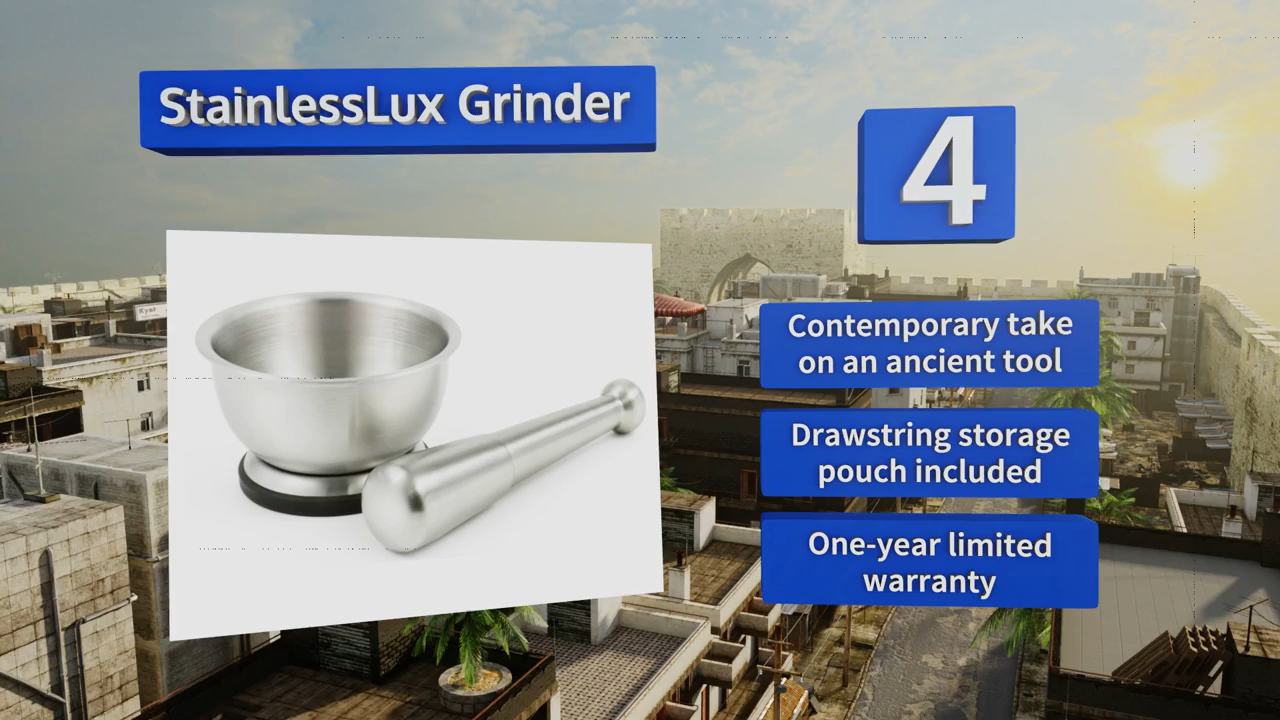 StainlessLux Grinder
4
Contemporary take
on an ancient tool
Drawstring storage
pouch included
One-year limited
warranty